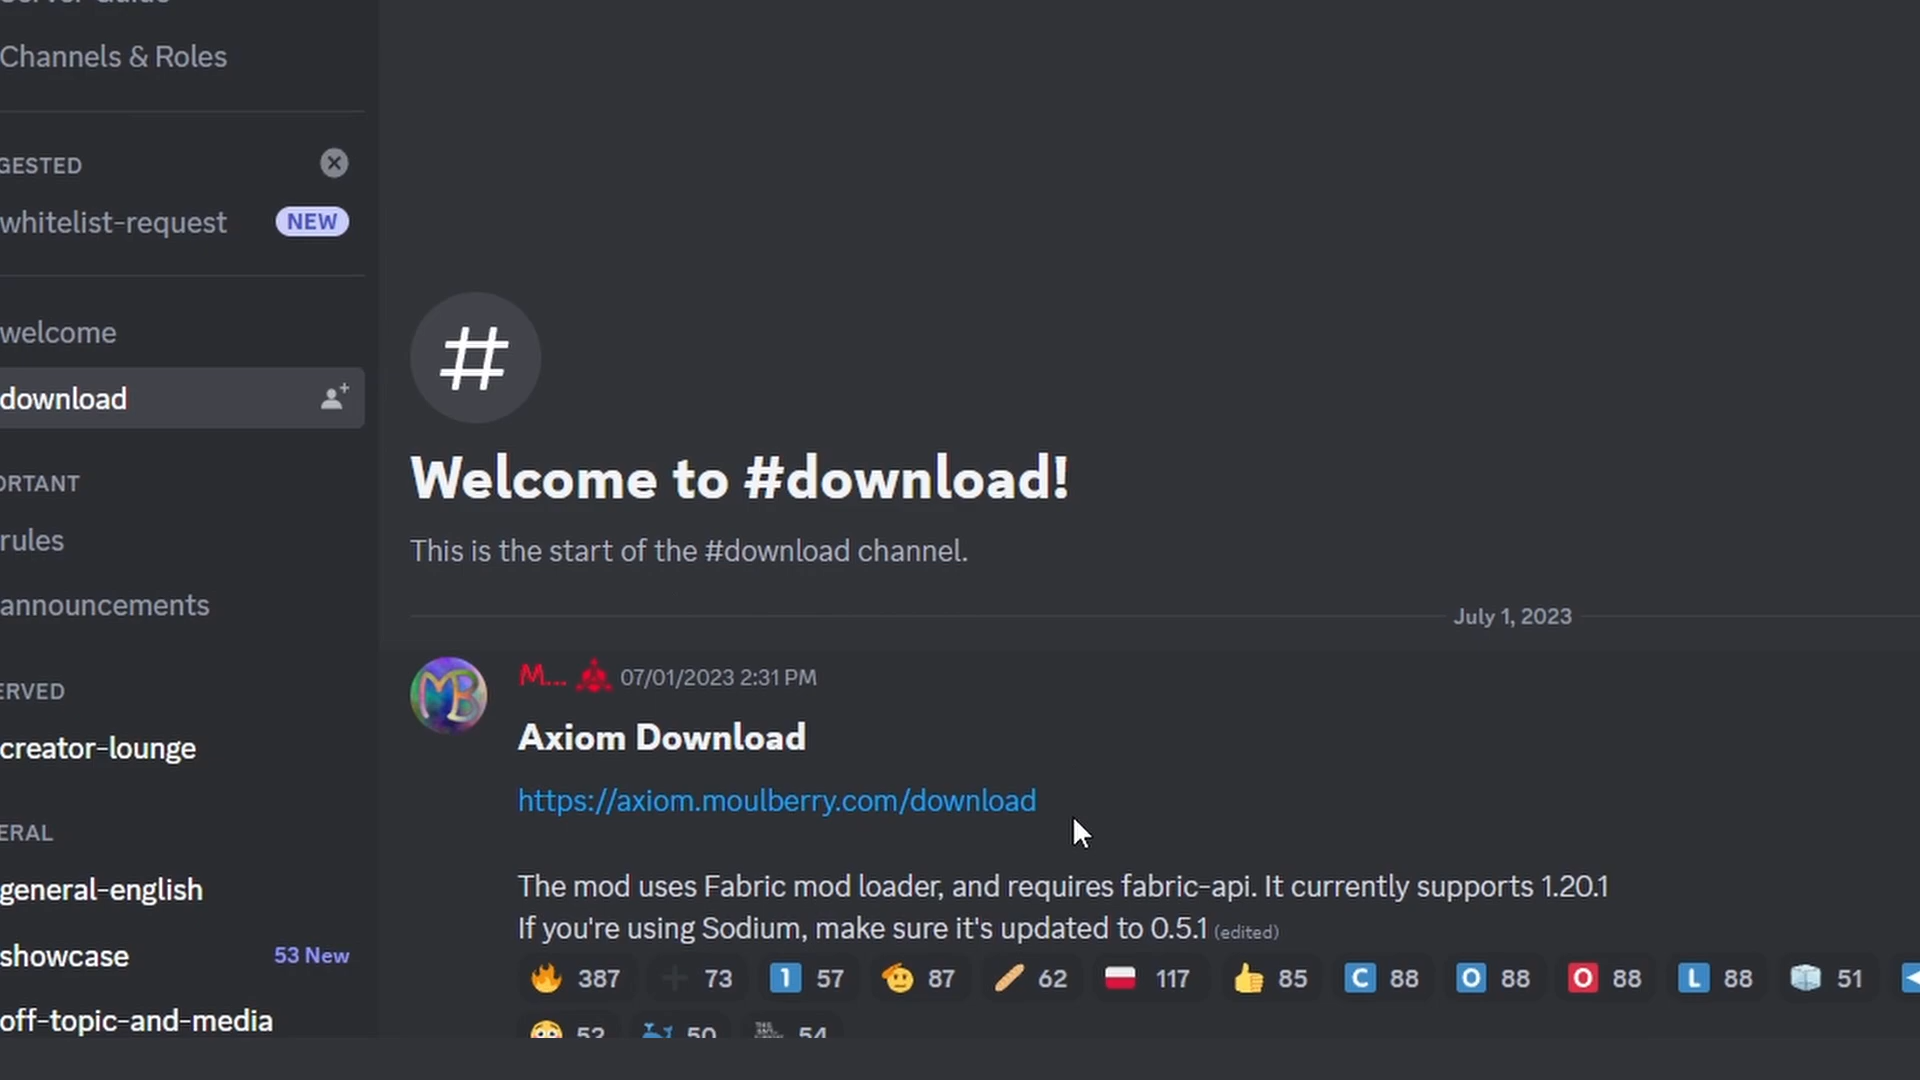 Channels & Roles
GESTED
whitelist-request NEW
welcome
download
ORTANT
rules
announcements
ERVED
creator-lounge
ERAL
general-english
showcase 53 New
off-topic-and-media
#
Welcome to #download!
This is the start of the #download channel.
July 1, 2023
M... 07/01/2023 2:31 PM
Axiom Download
https://axiom.moulberry.com/download
The mod uses Fabric mod loader, and requires fabric-api. It currently supports 1.20.1
If you're using Sodium, make sure it's updated to 0.5.1 (edited)
387 73 1 57 87 62 117 85 C 88 O 88 O 88 L 88 51
52 50 54